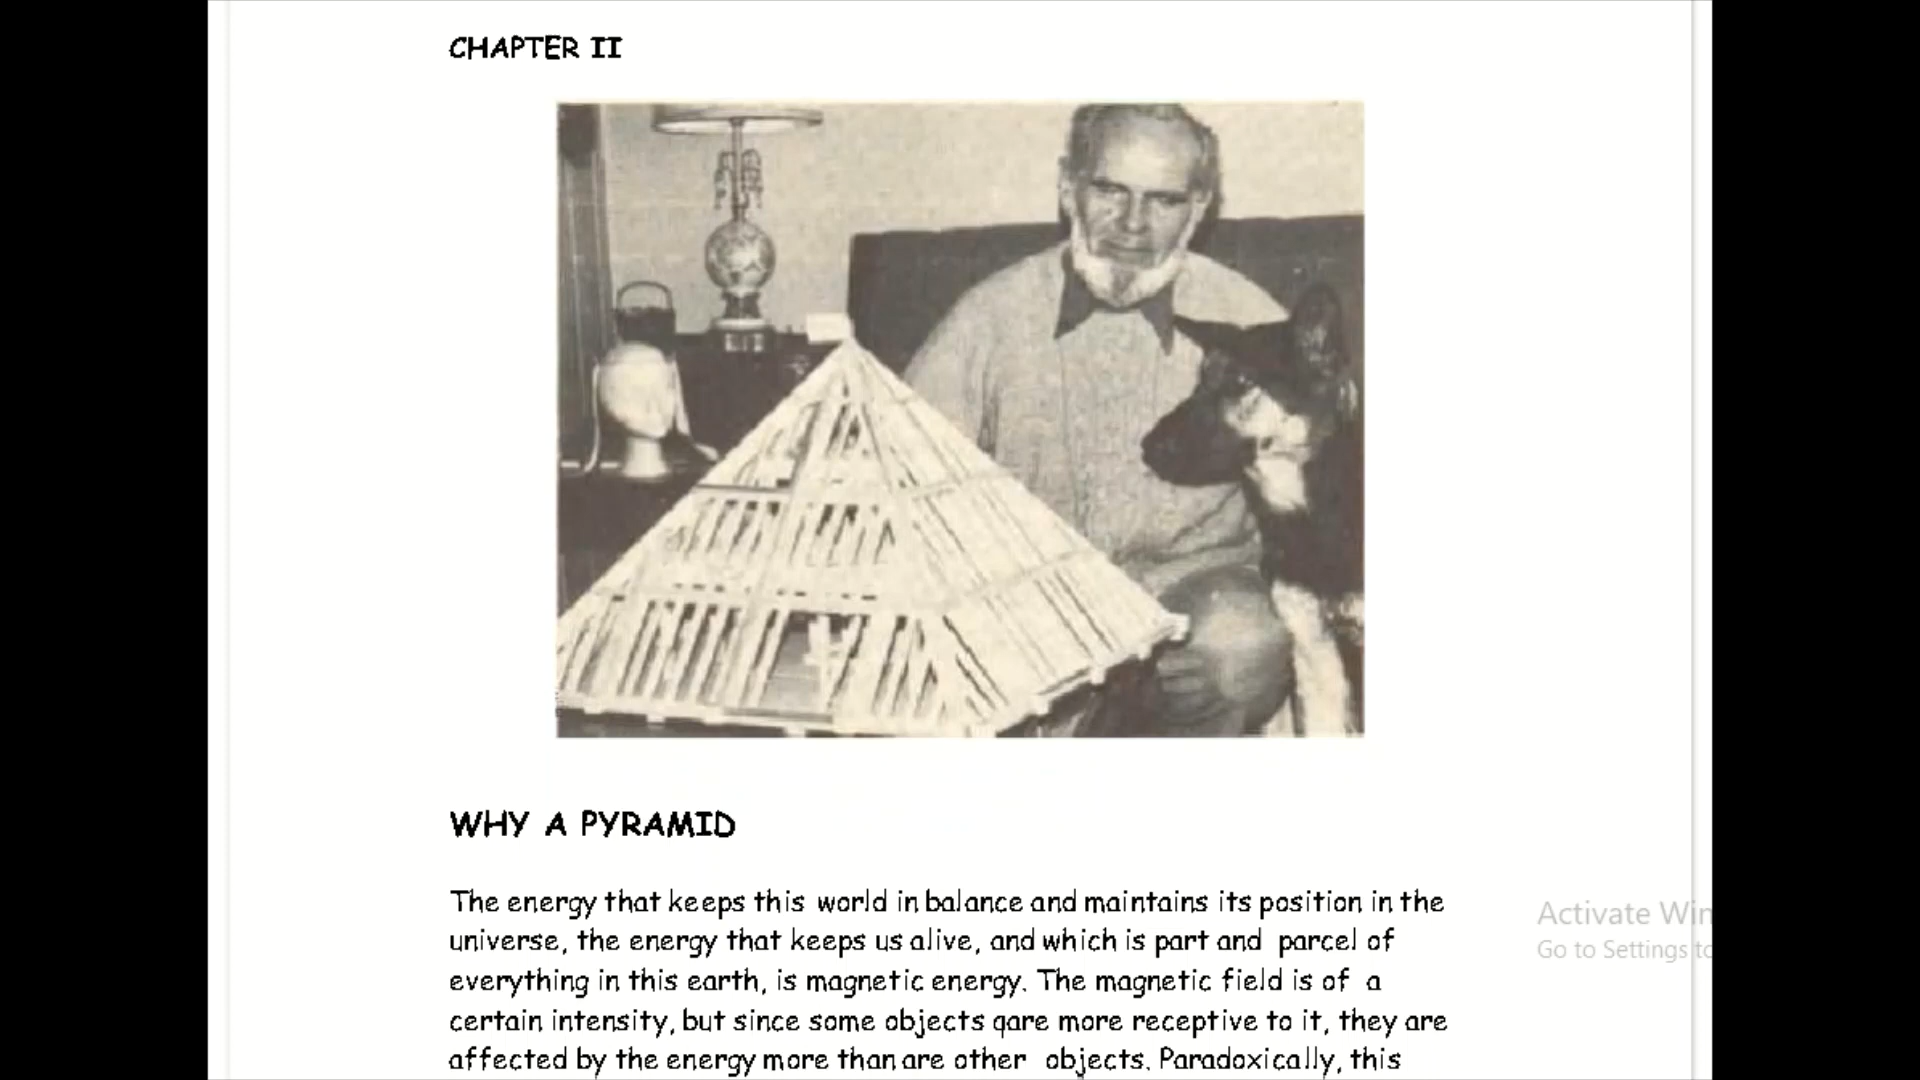 CHAPTER II
WHY A PYRAMID
The energy that keeps this world in balance and maintains its position in the
universe, the energy that keeps us alive, and which is part and parcel of
everything in this earth, is magnetic energy. The magnetic field is of a
certain intensity, but since some objects qare more receptive to it, they are
affected by the energy more than are other objects. Paradoxically, this
Activate Win
Go to Settings to